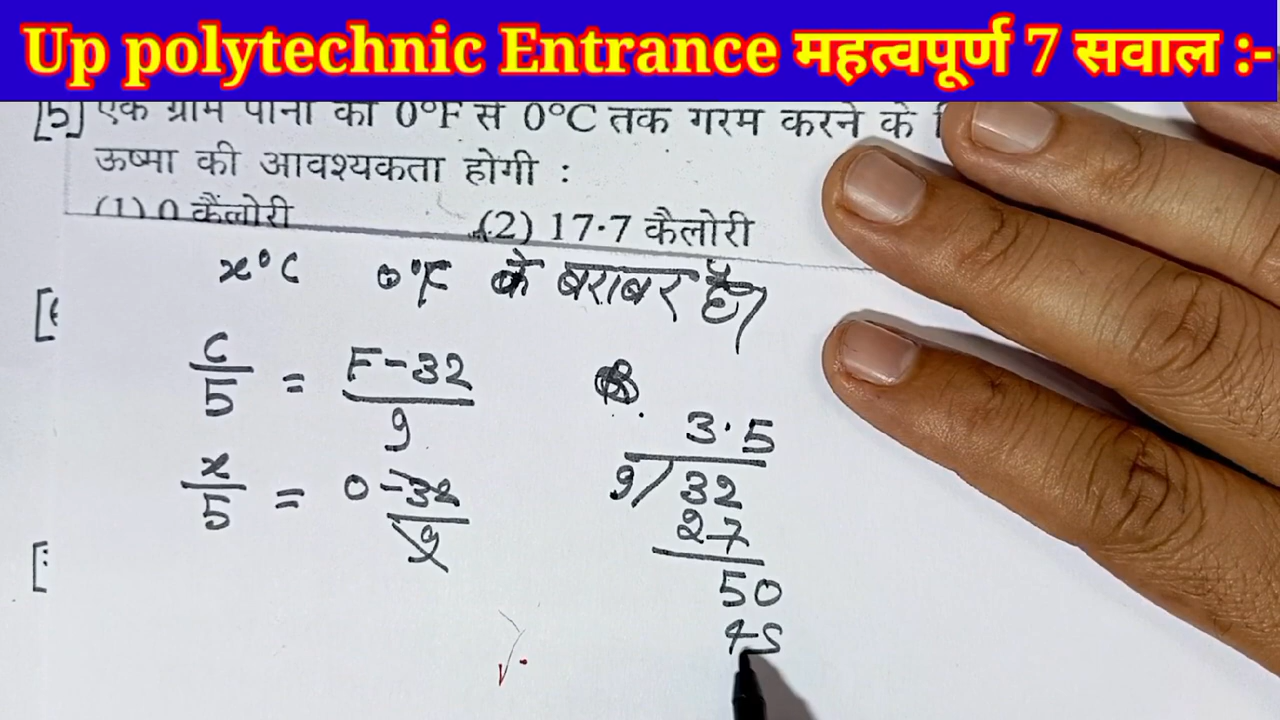 Up polytechnic Entrance महत्वपूर्ण 7 सवाल :-
[5] एक ग्राम पानी को 0°F से 0°C तक गरम करने के
ऊष्मा की आवश्यकता होगी :
(1) 0 कैलोरी (2) 17·7 कैलोरी
x°C 0°F के बराबर है।
C/5 = F-32/9
x/5 = 0-32/9
3.5
9/32
27
50
45